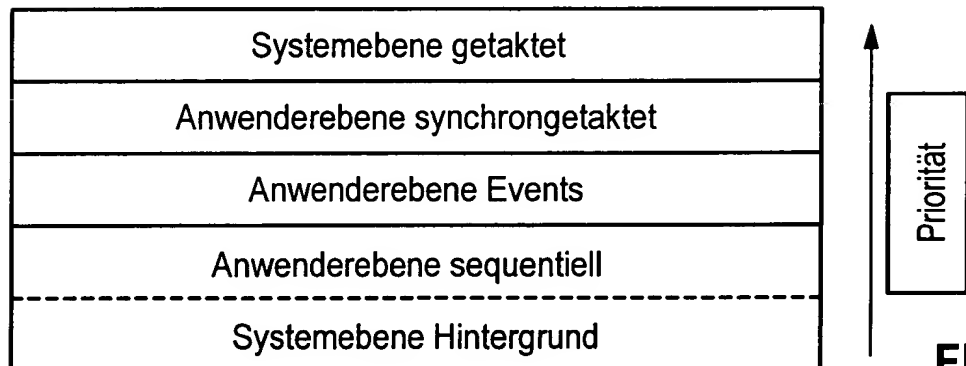 Systemebene getaktet
Anwenderebene synchrongetaktet
Anwenderebene Events
Anwenderebene sequentiell
Systemebene Hintergrund
Priorität